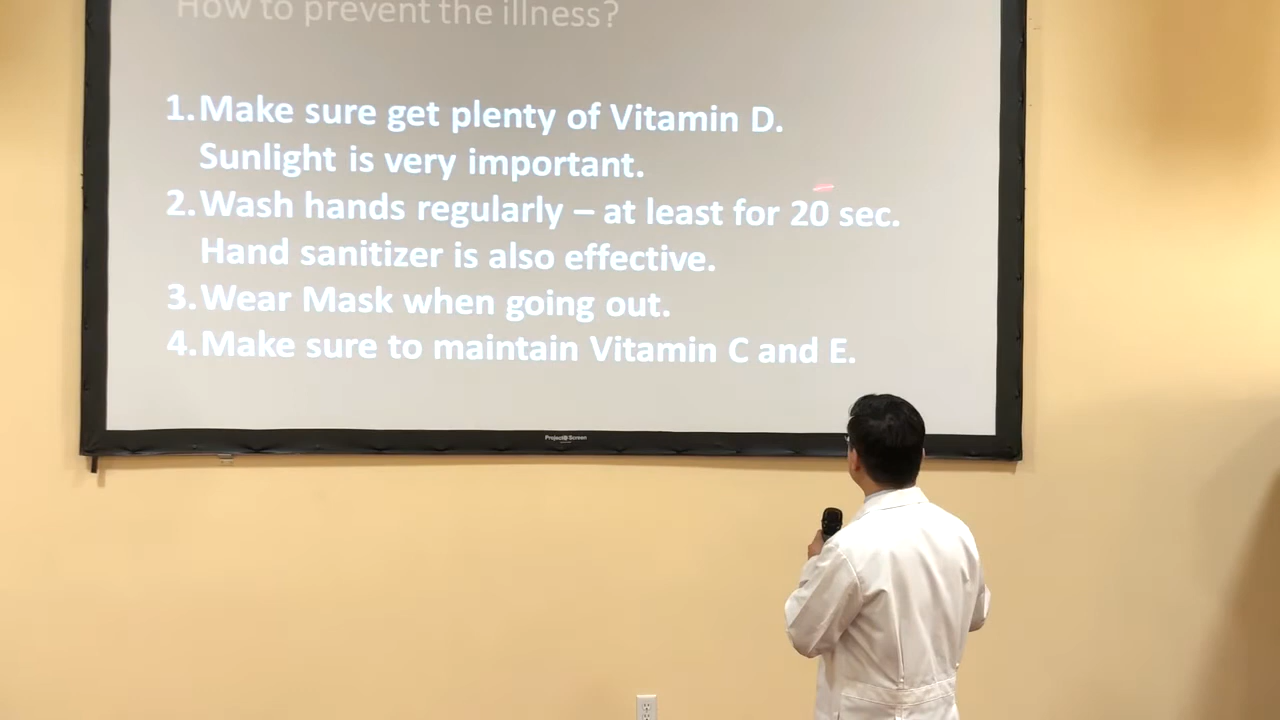 How to prevent the illness?
1. Make sure get plenty of Vitamin D.
Sunlight is very important.
2. Wash hands regularly – at least for 20 sec.
Hand sanitizer is also effective.
3. Wear Mask when going out.
4. Make sure to maintain Vitamin C and E.